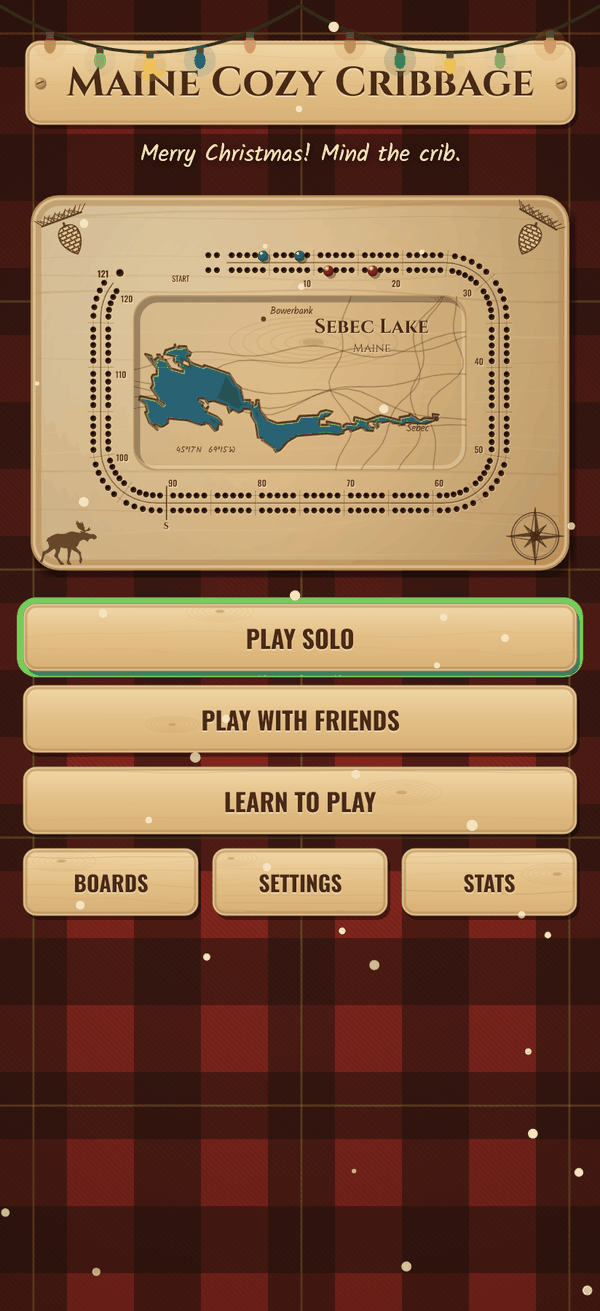 MAINE COZY CRIBBAGE
Merry Christmas! Mind the crib.
121
START
10
20
30
120
Bowerbank
SEBEC LAKE
MAINE
40
110
Sebec
45°17'N 69°15'W
100
50
90
80
70
60
S
PLAY SOLO
PLAY WITH FRIENDS
LEARN TO PLAY
BOARDS
SETTINGS
STATS